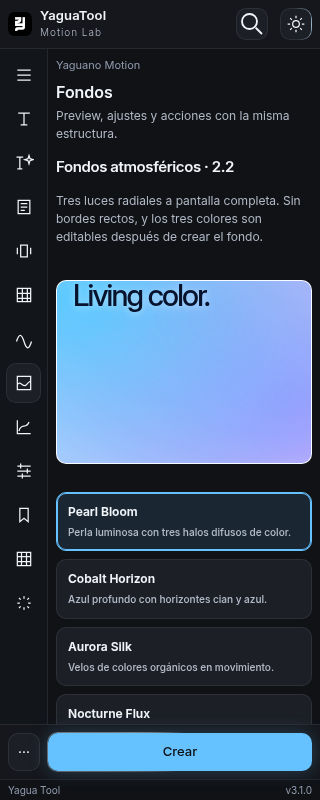 YaguaTool
Motion Lab
Yaguano Motion
Fondos
Preview, ajustes y acciones con la misma
estructura.
Fondos atmosféricos · 2.2
Tres luces radiales a pantalla completa. Sin
bordes rectos, y los tres colores son
editables después de crear el fondo.
Living color.
Pearl Bloom
Perla luminosa con tres halos difusos de color.
Cobalt Horizon
Azul profundo con horizontes cian y azul.
Aurora Silk
Velos de colores orgánicos en movimiento.
Nocturne Flux
Crear
Yagua Tool
v3.1.0